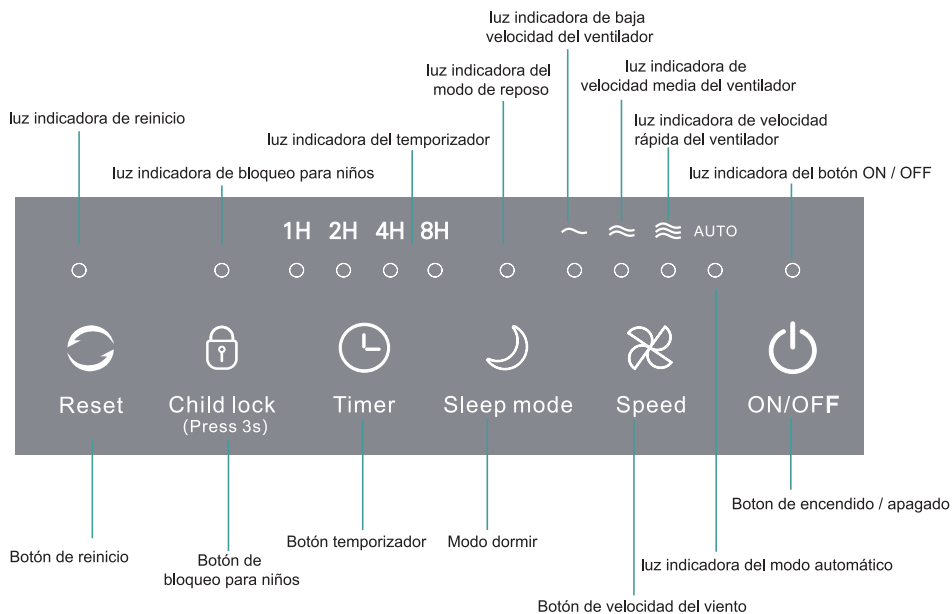 luz indicadora de baja
velocidad del ventilador
luz indicadora del
modo de reposo
luz indicadora de
velocidad media del ventilador
luz indicadora de reinicio
luz indicadora del temporizador
luz indicadora de velocidad
rápida del ventilador
luz indicadora de bloqueo para niños
luz indicadora del botón ON / OFF
1H 2H 4H 8H AUTO
Reset Child lock Timer Sleep mode Speed ON/OFF
(Press 3s)
Boton de encendido / apagado
Botón de reinicio
Botón de
bloqueo para niños
Botón temporizador
Modo dormir
luz indicadora del modo automático
Botón de velocidad del viento